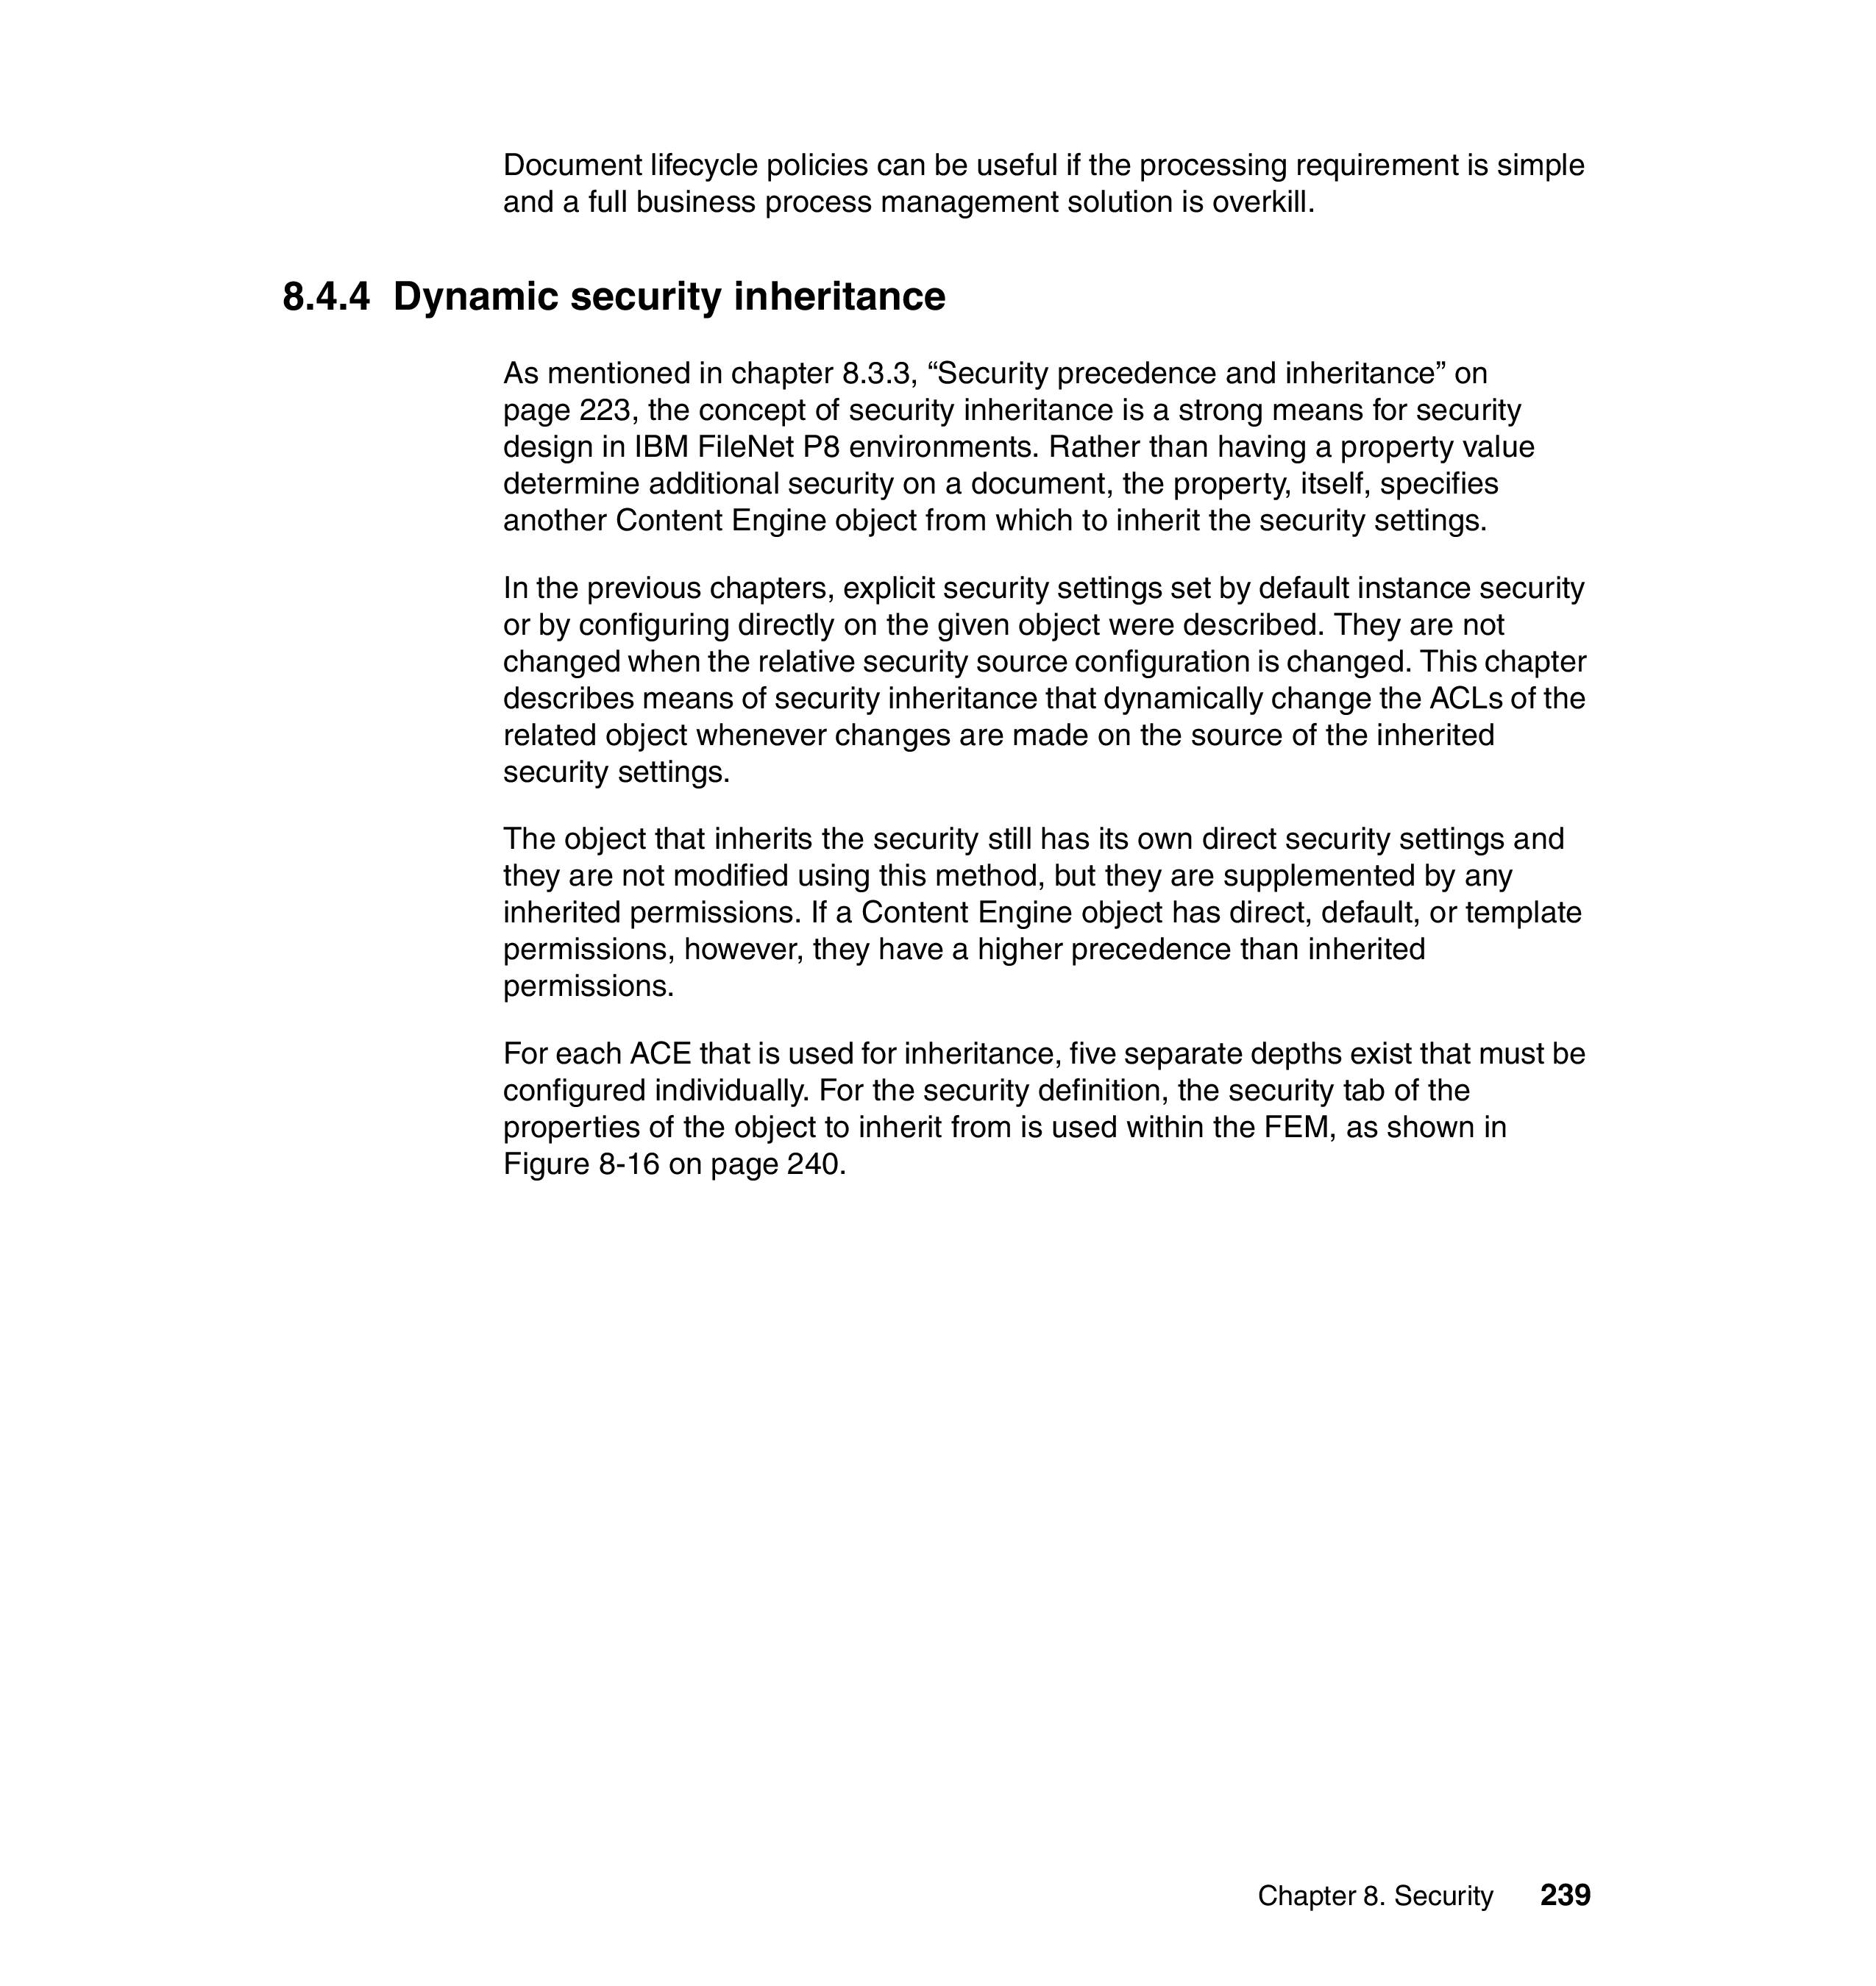 Document lifecycle policies can be useful if the processing requirement is simple
and a full business process management solution is overkill.
8.4.4 Dynamic security inheritance
As mentioned in chapter 8.3.3, “Security precedence and inheritance” on
page 223, the concept of security inheritance is a strong means for security
design in IBM FileNet P8 environments. Rather than having a property value
determine additional security on a document, the property, itself, specifies
another Content Engine object from which to inherit the security settings.
In the previous chapters, explicit security settings set by default instance security
or by configuring directly on the given object were described. They are not
changed when the relative security source configuration is changed. This chapter
describes means of security inheritance that dynamically change the ACLs of the
related object whenever changes are made on the source of the inherited
security settings.
The object that inherits the security still has its own direct security settings and
they are not modified using this method, but they are supplemented by any
inherited permissions. If a Content Engine object has direct, default, or template
permissions, however, they have a higher precedence than inherited
permissions.
For each ACE that is used for inheritance, five separate depths exist that must be
configured individually. For the security definition, the security tab of the
properties of the object to inherit from is used within the FEM, as shown in
Figure 8-16 on page 240.
Chapter 8. Security 239